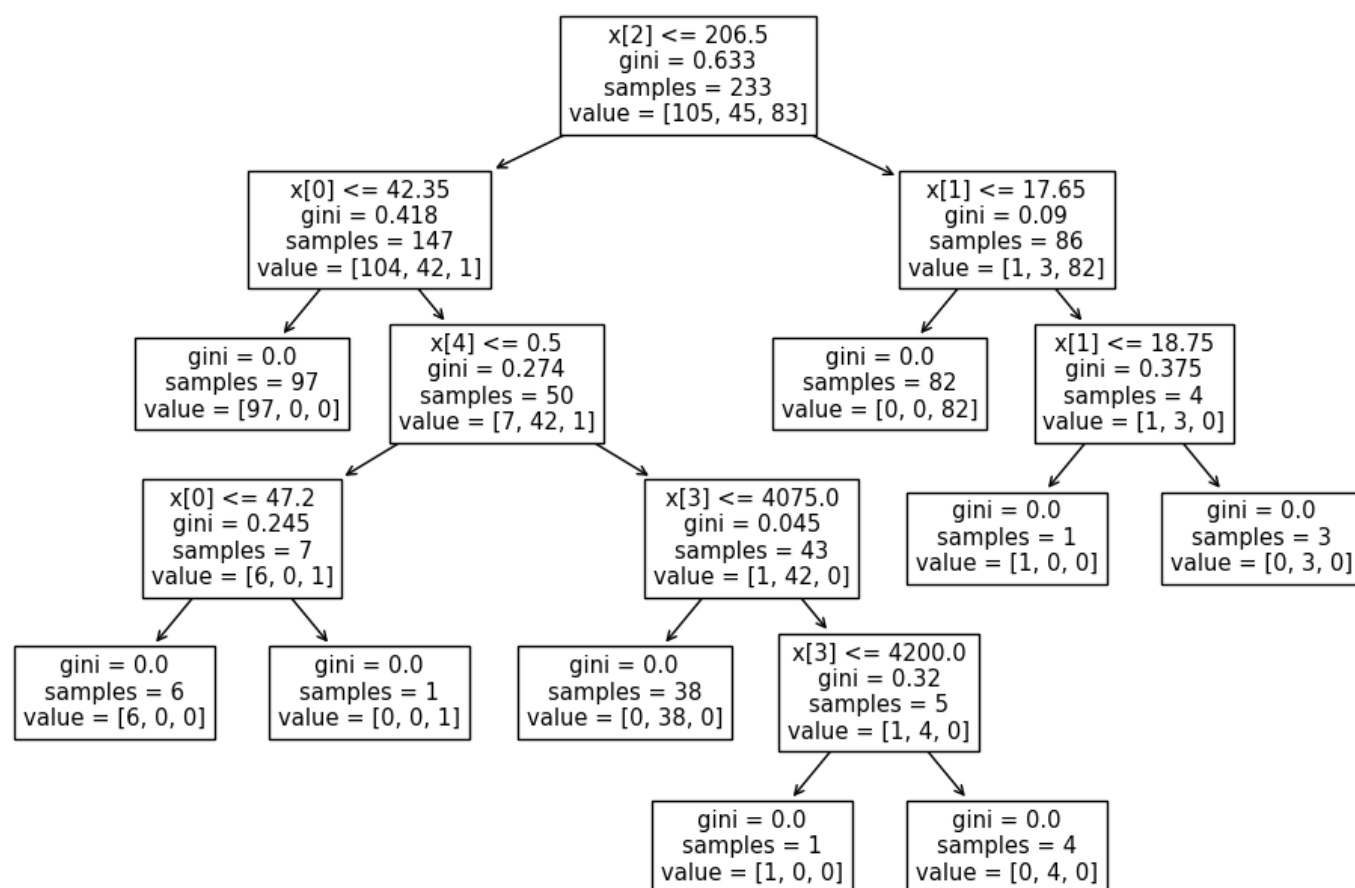 x[2] <= 206.5
gini = 0.633
samples = 233
value = [105, 45, 83]
x[0] <= 42.35
gini = 0.418
samples = 147
value = [104, 42, 1]
x[1] <= 17.65
gini = 0.09
samples = 86
value = [1, 3, 82]
gini = 0.0
samples = 97
value = [97, 0, 0]
x[4] <= 0.5
gini = 0.274
samples = 50
value = [7, 42, 1]
gini = 0.0
samples = 82
value = [0, 0, 82]
x[1] <= 18.75
gini = 0.375
samples = 4
value = [1, 3, 0]
x[0] <= 47.2
gini = 0.245
samples = 7
value = [6, 0, 1]
x[3] <= 4075.0
gini = 0.045
samples = 43
value = [1, 42, 0]
gini = 0.0
samples = 1
value = [1, 0, 0]
gini = 0.0
samples = 3
value = [0, 3, 0]
gini = 0.0
samples = 6
value = [6, 0, 0]
gini = 0.0
samples = 1
value = [0, 0, 1]
gini = 0.0
samples = 38
value = [0, 38, 0]
x[3] <= 4200.0
gini = 0.32
samples = 5
value = [1, 4, 0]
gini = 0.0
samples = 1
value = [1, 0, 0]
gini = 0.0
samples = 4
value = [0, 4, 0]